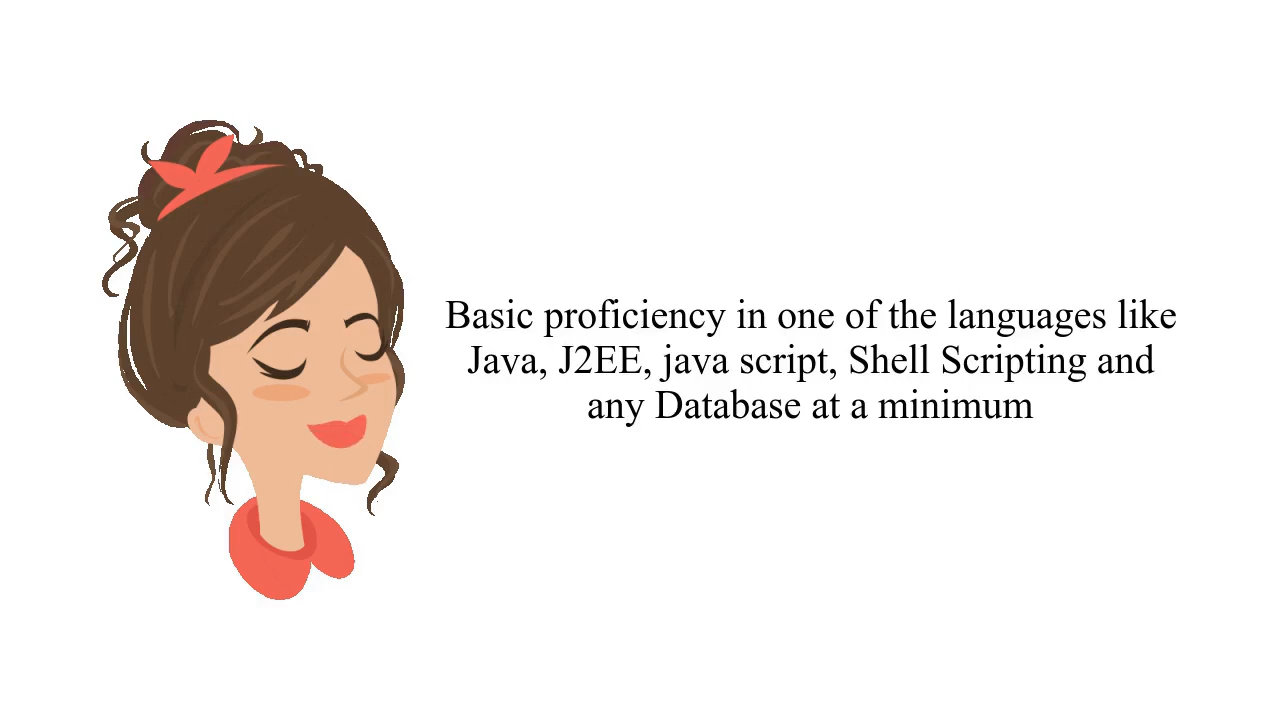 Basic proficiency in one of the languages like
Java, J2EE, java script, Shell Scripting and
any Database at a minimum